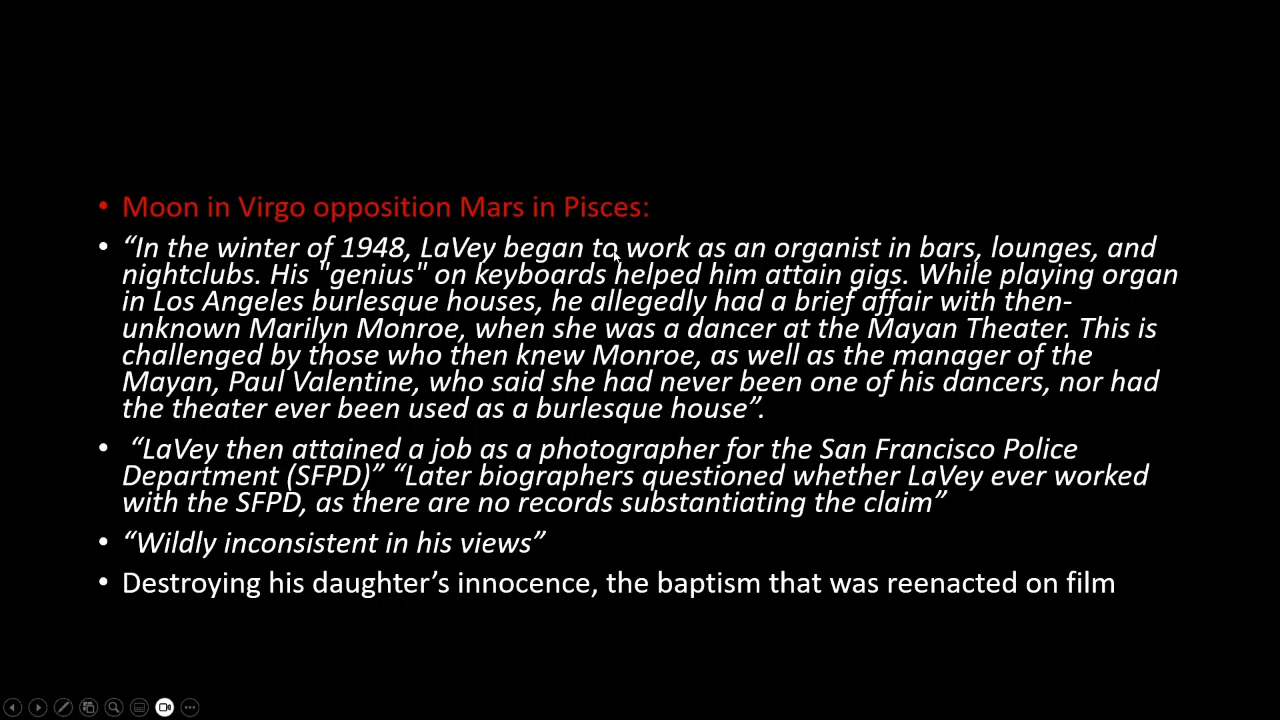 • Moon in Virgo opposition Mars in Pisces:
• “In the winter of 1948, LaVey began to work as an organist in bars, lounges, and
nightclubs. His "genius" on keyboards helped him attain gigs. While playing organ
in Los Angeles burlesque houses, he allegedly had a brief affair with then-
unknown Marilyn Monroe, when she was a dancer at the Mayan Theater. This is
challenged by those who then knew Monroe, as well as the manager of the
Mayan, Paul Valentine, who said she had never been one of his dancers, nor had
the theater ever been used as a burlesque house”.
• “LaVey then attained a job as a photographer for the San Francisco Police
Department (SFPD)” “Later biographers questioned whether LaVey ever worked
with the SFPD, as there are no records substantiating the claim”
• “Wildly inconsistent in his views”
• Destroying his daughter’s innocence, the baptism that was reenacted on film